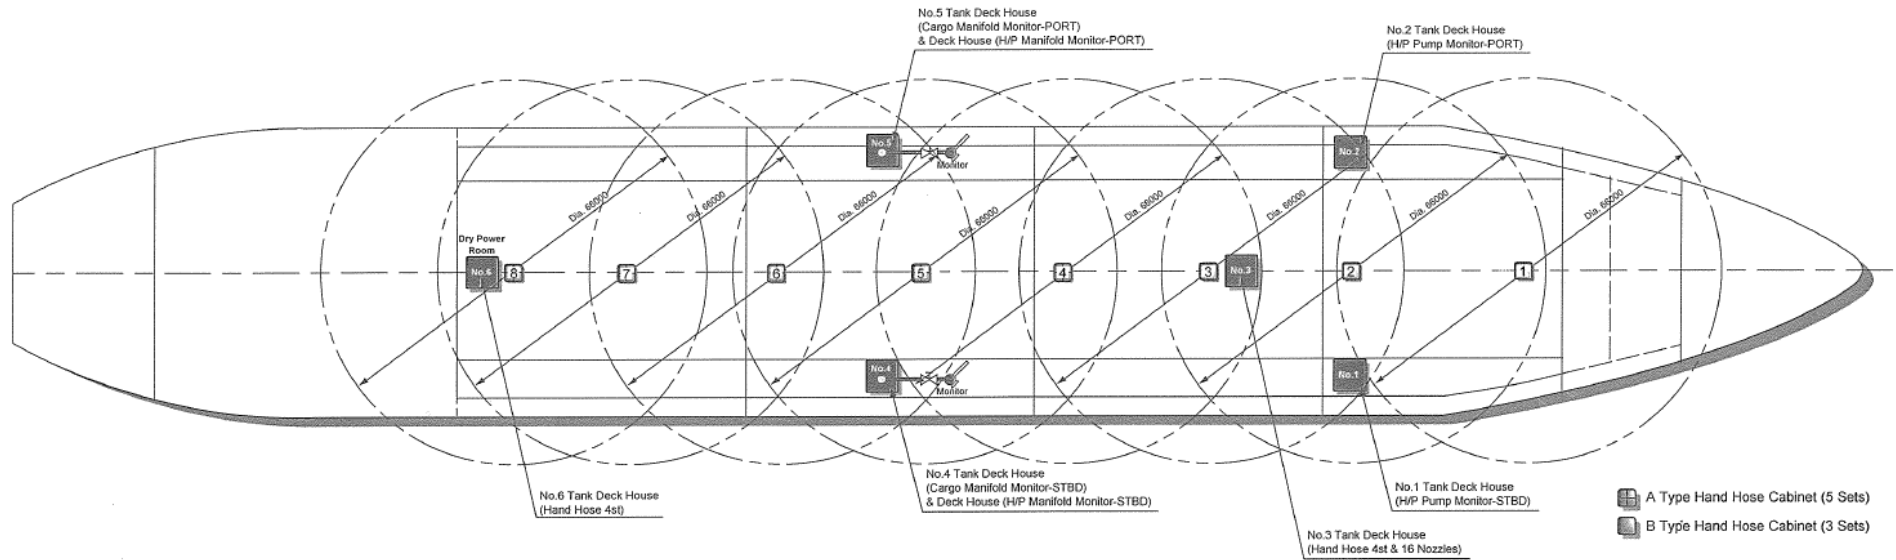 No.5 Tank Deck House
(Cargo Manifold Monitor-PORT)
& Deck House (H/P Manifold Monitor-PORT)
No.2 Tank Deck House
(H/P Pump Monitor-PORT)
No.5
Monitor
No.2
Dia. 66000
Dia. 66000
Dia. 66000
Dia. 66000
Dia. 66000
Dia. 66000
Dia. 66000
Dia. 66000
Dry Power
Room
No.6
8
7
6
5
4
3
No.3
2
1
No.4
Monitor
No.1
No.4 Tank Deck House
(Cargo Manifold Monitor-STBD)
& Deck House (H/P Manifold Monitor-STBD)
No.6 Tank Deck House
(Hand Hose 4st)
No.1 Tank Deck House
(H/P Pump Monitor-STBD)
No.3 Tank Deck House
(Hand Hose 4st & 16 Nozzles)
A Type Hand Hose Cabinet (5 Sets)
B Type Hand Hose Cabinet (3 Sets)